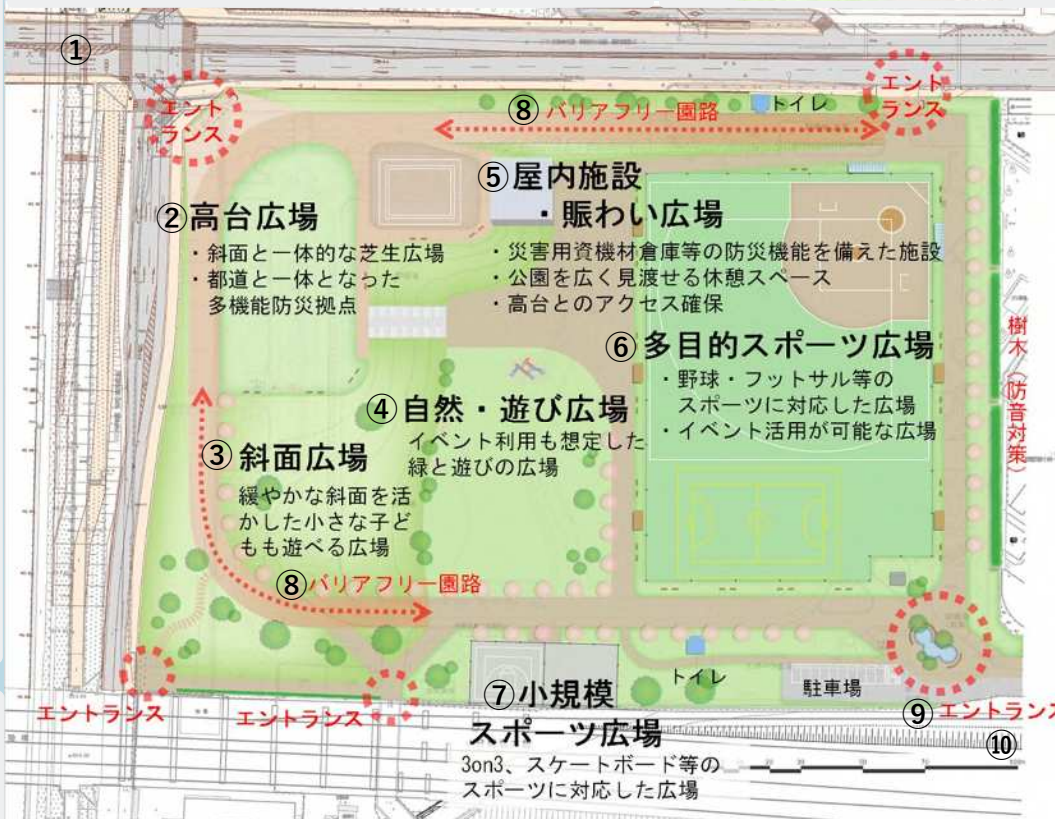 ①
エント
ランス
⑧ バリアフリー園路
トイレ
エント
ランス
②高台広場
・斜面と一体的な芝生広場
・都道と一体となった
多機能防災拠点
⑤屋内施設
・賑わい広場
・災害用資機材倉庫等の防災機能を備えた施設
・公園を広く見渡せる休憩スペース
・高台とのアクセス確保
⑥多目的スポーツ広場
・野球・フットサル等の
スポーツに対応した広場
・イベント活用が可能な広場
樹木（防音対策）
④自然・遊び広場
イベント利用も想定した
緑と遊びの広場
③斜面広場
緩やかな斜面を活
かした小さな子ど
もも遊べる広場
⑧バリアフリー園路
エントランス
エントランス
⑦小規模
スポーツ広場
3on3、スケートボード等の
スポーツに対応した広場
トイレ
駐車場
⑨エントランス
⑩